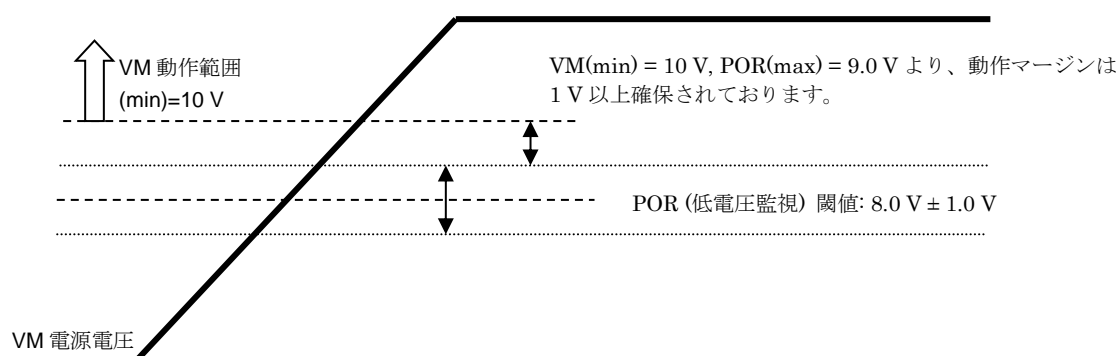 VM 動作範囲
(min)=10 V
VM(min) = 10 V, POR(max) = 9.0 V より、動作マージンは
1 V 以上確保されております。
POR (低電圧監視) 閾値: 8.0 V ± 1.0 V
VM 電源電圧